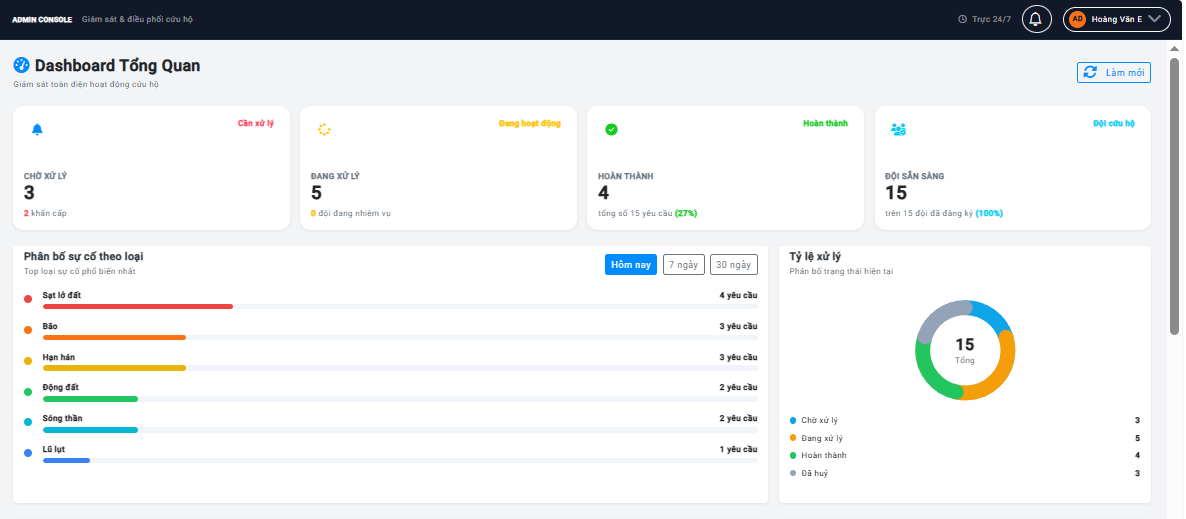 ADMIN CONSOLE Giám sát & điều phối cứu hộ Trực 24/7 AD Hoàng Văn E
Dashboard Tổng Quan
Giám sát toàn diện hoạt động cứu hộ
Làm mới
Cần xử lý
CHỜ XỬ LÝ
3
2 khẩn cấp
Đang hoạt động
ĐANG XỬ LÝ
5
0 đội đang nhiệm vụ
Hoàn thành
HOÀN THÀNH
4
tổng số 15 yêu cầu (27%)
Đội cứu hộ
ĐỘI SẴN SÀNG
15
trên 15 đội đã đăng ký (100%)
Phân bố sự cố theo loại
Top loại sự cố phổ biến nhất
Hôm nay 7 ngày 30 ngày
Sạt lở đất 4 yêu cầu
Bão 3 yêu cầu
Hạn hán 3 yêu cầu
Động đất 2 yêu cầu
Sóng thần 2 yêu cầu
Lũ lụt 1 yêu cầu
Tỷ lệ xử lý
Phân bố trạng thái hiện tại
15
Tổng
Chờ xử lý 3
Đang xử lý 5
Hoàn thành 4
Đã huỷ 3